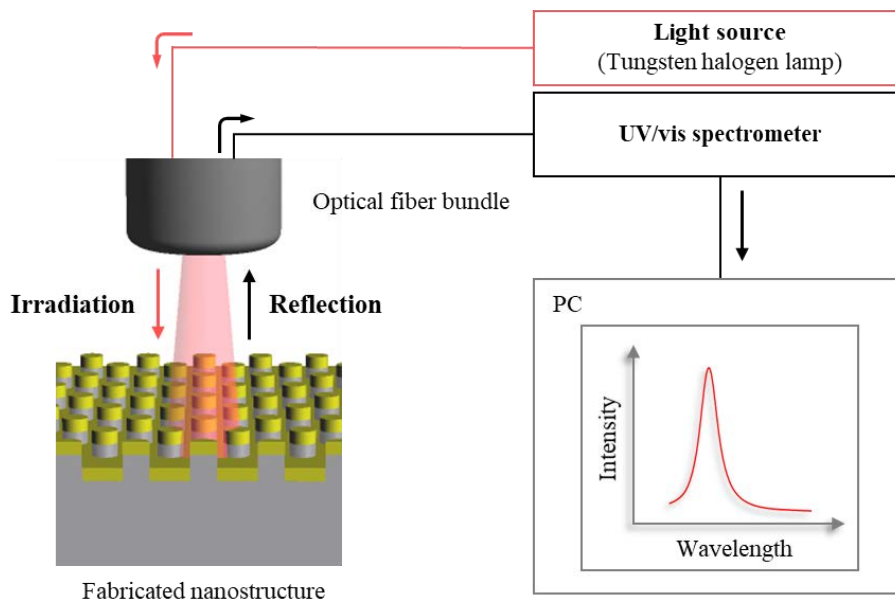 Light source
(Tungsten halogen lamp)
UV/vis spectrometer
Optical fiber bundle
Irradiation
Reflection
PC
Intensity
Wavelength
Fabricated nanostructure